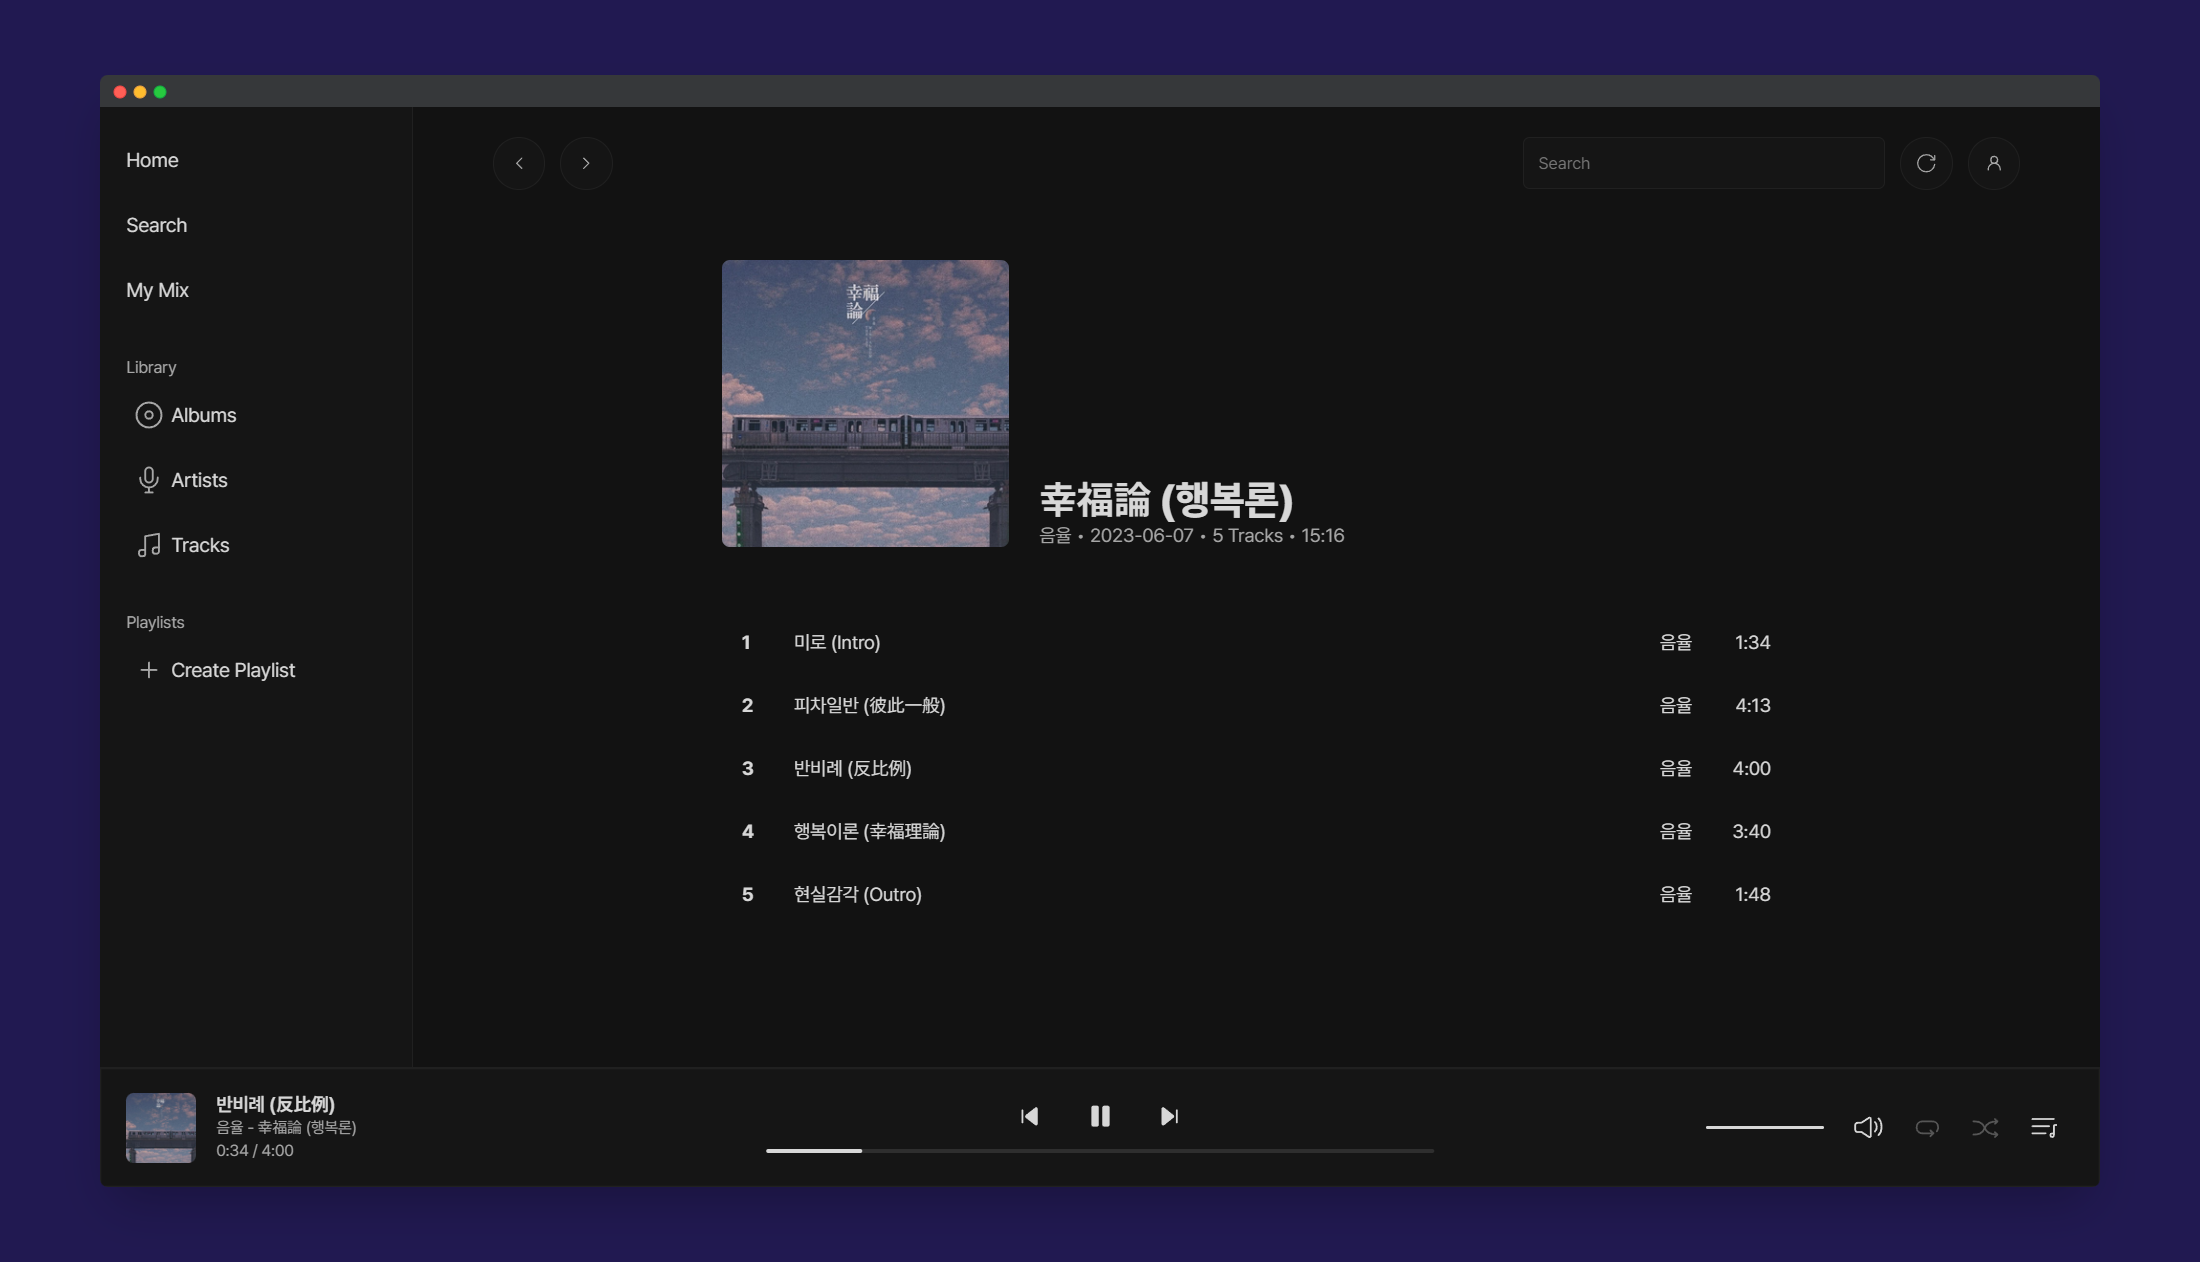 Home
Search
My Mix
Library
Albums
Artists
Tracks
Playlists
Create Playlist
Search
幸福
論
幸福論 (행복론)
음율 • 2023-06-07 • 5 Tracks • 15:16
1 미로 (Intro) 음율 1:34
2 피차일반 (彼此一般) 음율 4:13
3 반비례 (反比例) 음율 4:00
4 행복이론 (幸福理論) 음율 3:40
5 현실감각 (Outro) 음율 1:48
반비례 (反比例)
음율 - 幸福論 (행복론)
0:34 / 4:00